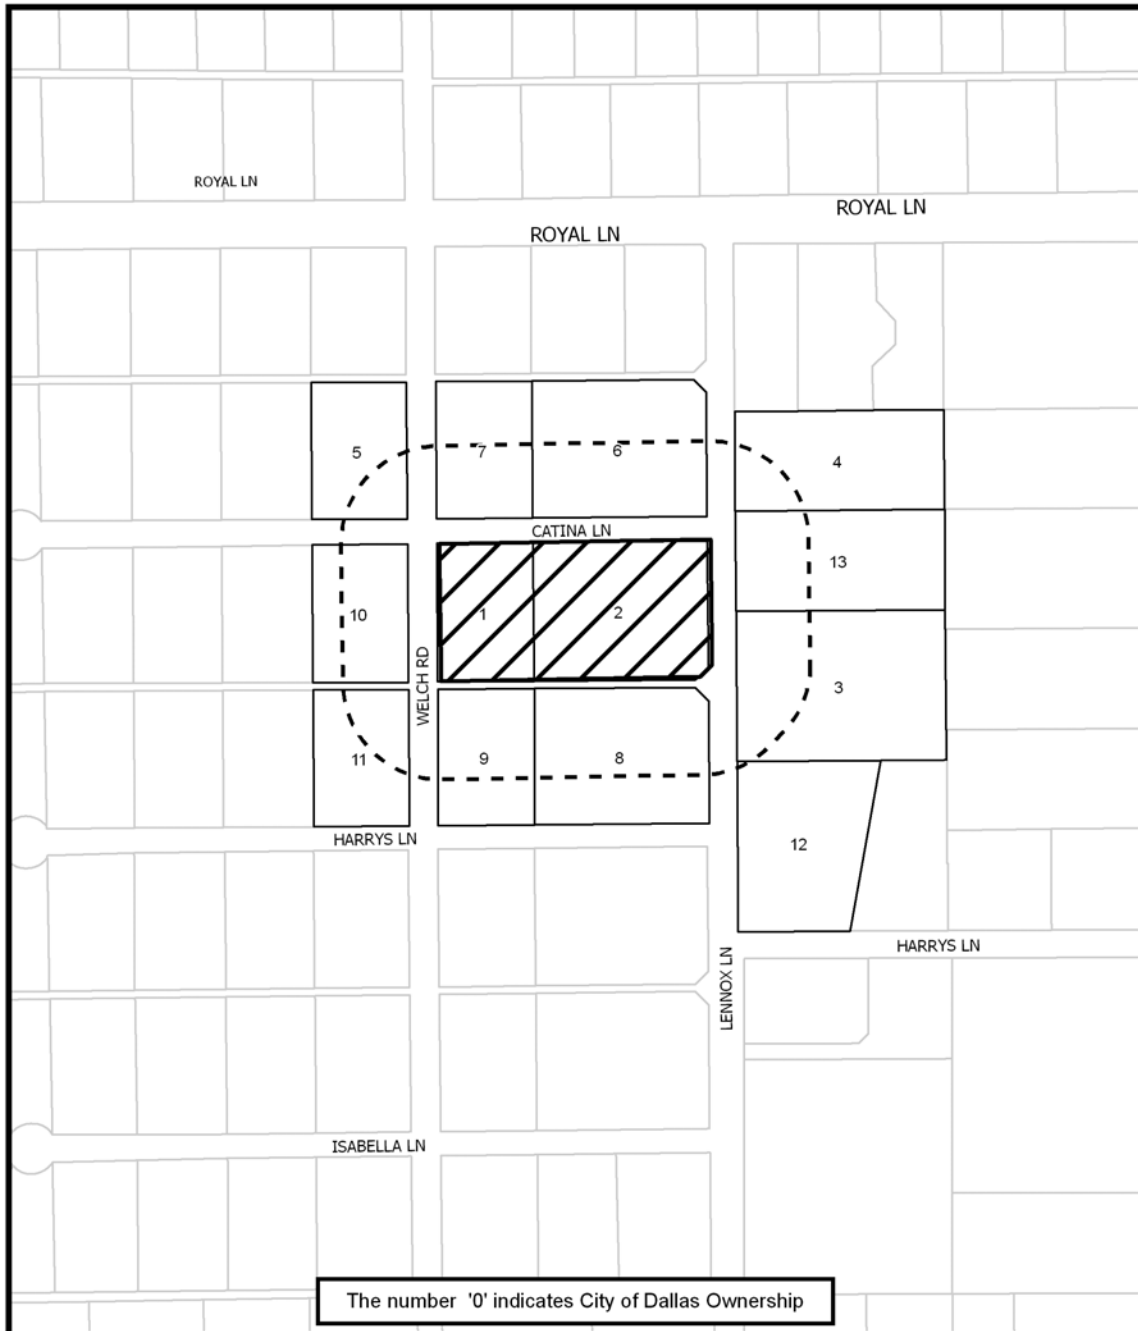 ROYAL LN
ROYAL LN
ROYAL LN
5
7
6
4
CATINA LN
13
10
1
2
WELCH RD
3
11
9
8
HARRYS LN
12
HARRYS LN
LENNOX LN
ISABELLA LN
The number '0' indicates City of Dallas Ownership